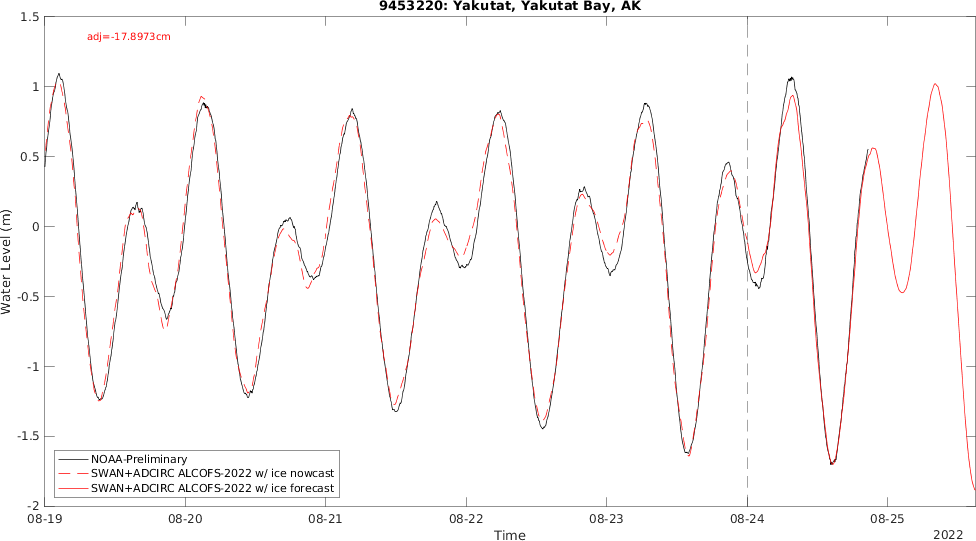 9453220: Yakutat, Yakutat Bay, AK
adj=-17.8973cm
1.5
1
0.5
0
-0.5
-1
-1.5
-2
Water Level (m)
NOAA-Preliminary
SWAN+ADCIRC ALCOFS-2022 w/ ice nowcast
SWAN+ADCIRC ALCOFS-2022 w/ ice forecast
08-19 08-20 08-21 08-22 08-23 08-24 08-25
Time
2022